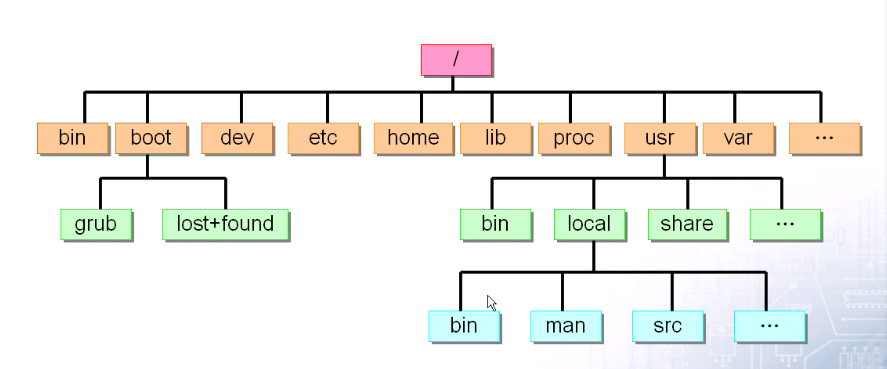 /
bin boot dev etc home lib proc usr var ...
grub lost+found bin local share ...
bin man src ...